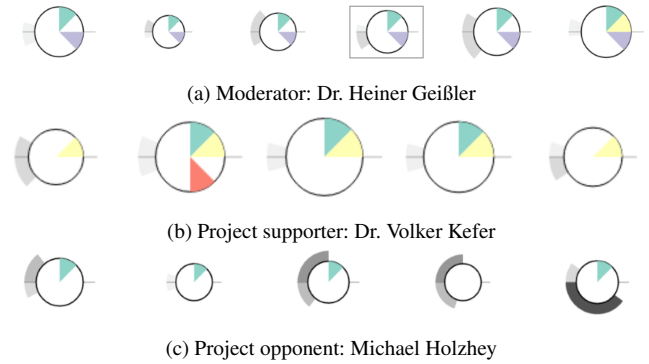 (a) Moderator: Dr. Heiner Geißler
(b) Project supporter: Dr. Volker Kefer
(c) Project opponent: Michael Holzhey